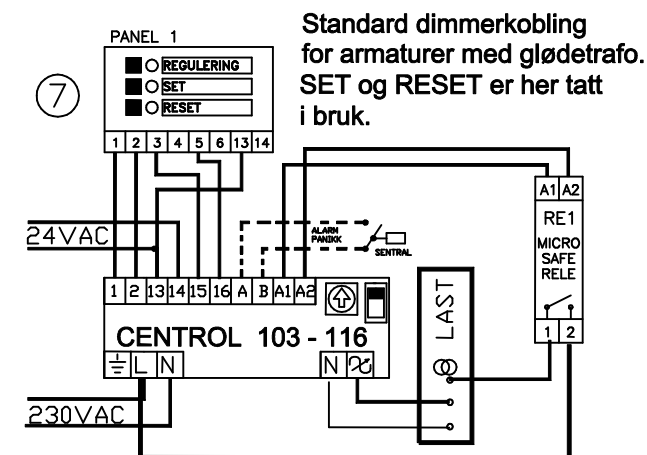 PANEL 1
Standard dimmerkobling
for armaturer med glødetrafo.
SET og RESET er her tatt
i bruk.
7
REGULERING
SET
RESET
1 2 3 4 5 6 13 14
A1 A2
RE1
MICRO
SAFE
RELE
1 2
24VAC
ALARM
PANIKK
SENTRAL
1 2 13 14 15 16 A B A1 A2
LAST
CENTROL 103 - 116
L N N
230VAC